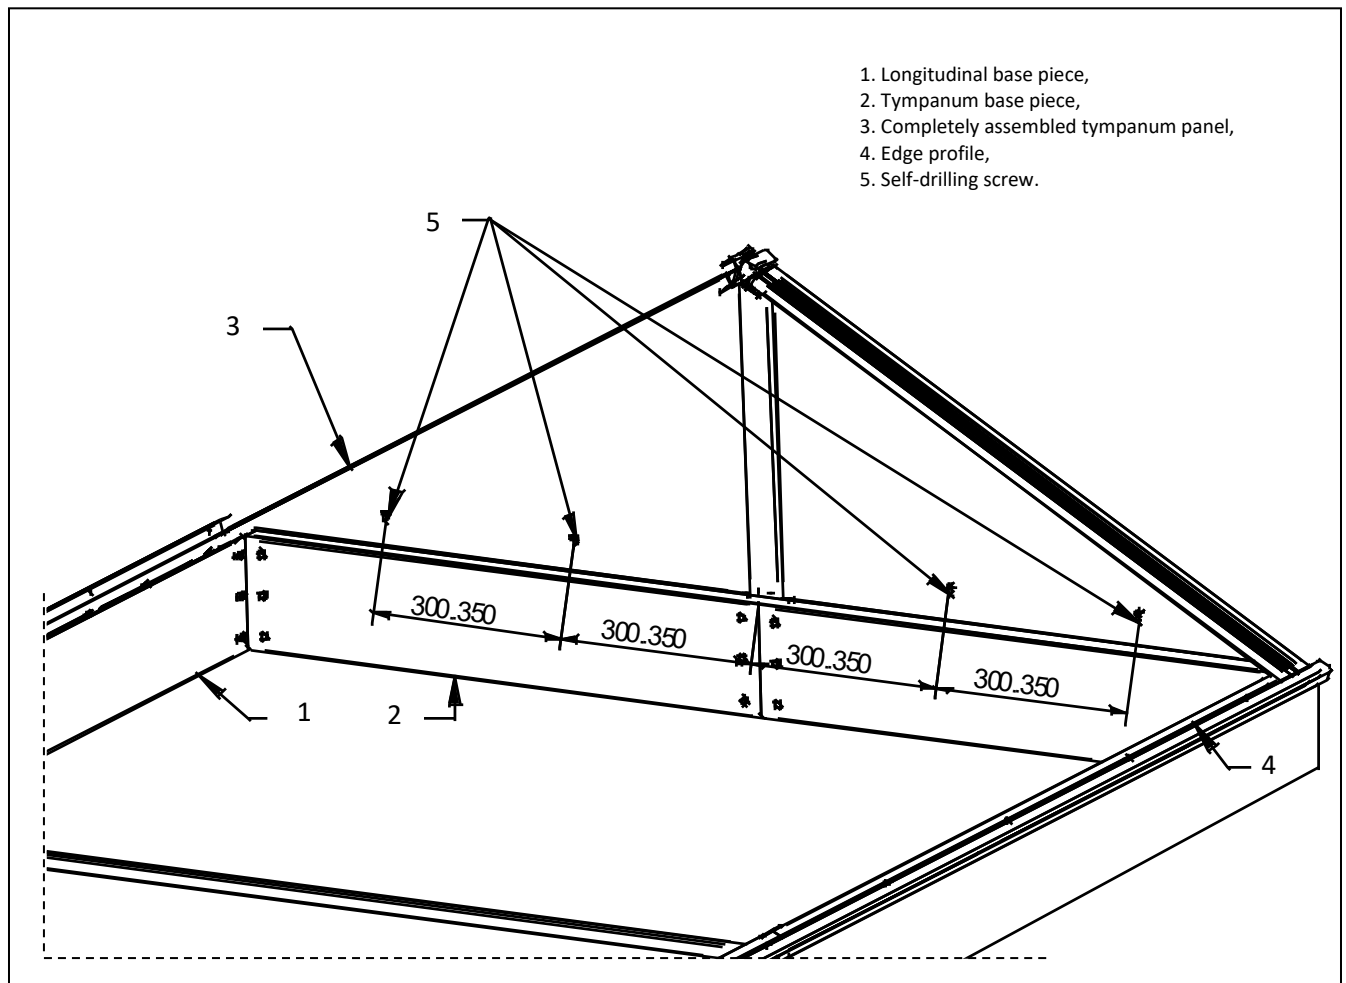 1. Longitudinal base piece,
2. Tympanum base piece,
3. Completely assembled tympanum panel,
4. Edge profile,
5. Self-drilling screw.
5
3
300..350
300..350
300..350
300..350
1
2
4